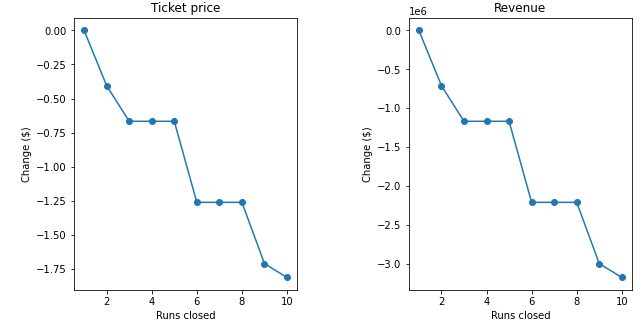 Ticket price
0.00
−0.25
−0.50
−0.75
−1.00
−1.25
−1.50
−1.75
Change ($)
2 4 6 8 10
Runs closed
Revenue
1e6
0.0
−0.5
−1.0
−1.5
−2.0
−2.5
−3.0
Change ($)
2 4 6 8 10
Runs closed